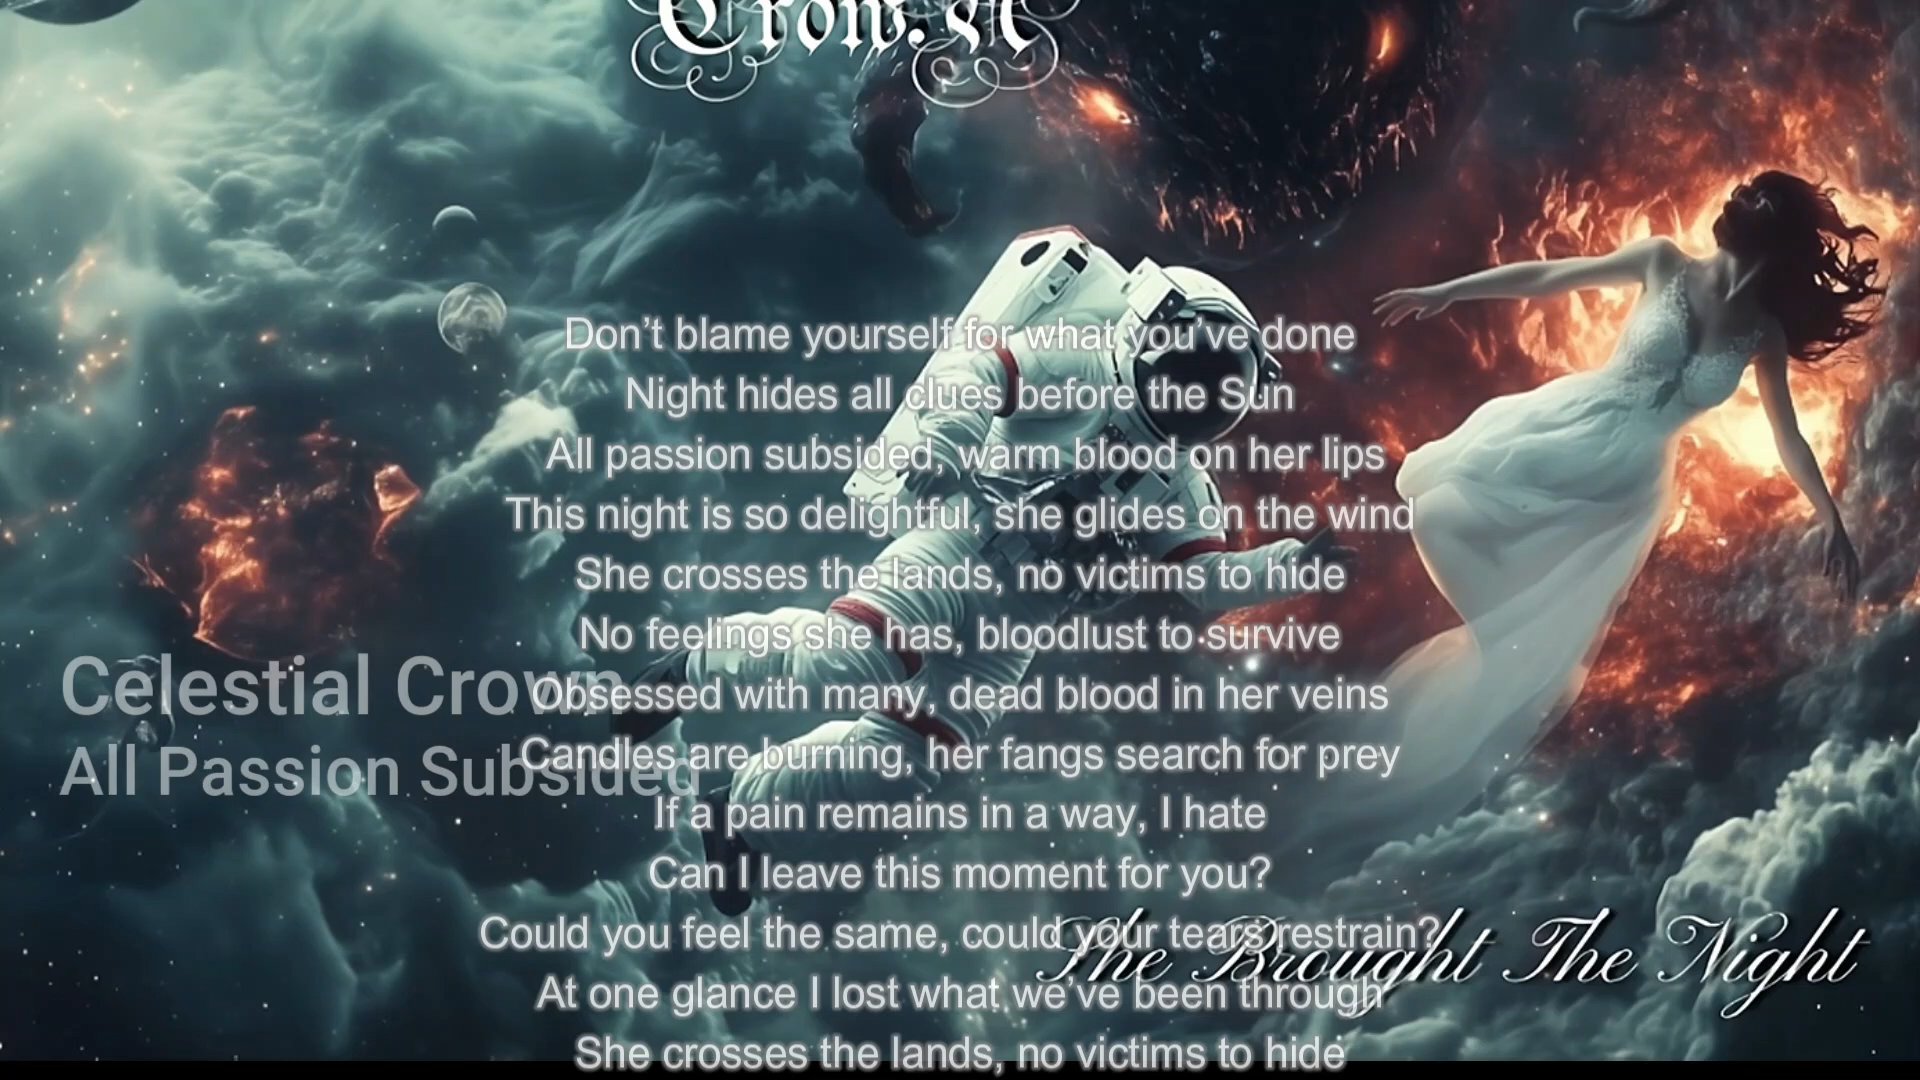 Crow.N
Don’t blame yourself for what you’ve done
Night hides all clues before the Sun
All passion subsided, warm blood on her lips
This night is so delightful, she glides on the wind
She crosses the lands, no victims to hide
No feelings she has, bloodlust to survive
Celestial Crown
Obsessed with many, dead blood in her veins
All Passion Subsided
Candles are burning, her fangs search for prey
If a pain remains in a way, I hate
Can I leave this moment for you?
Could you feel the same, could your tears restrain?
She Brought The Night
At one glance I lost what we’ve been through
She crosses the lands, no victims to hide